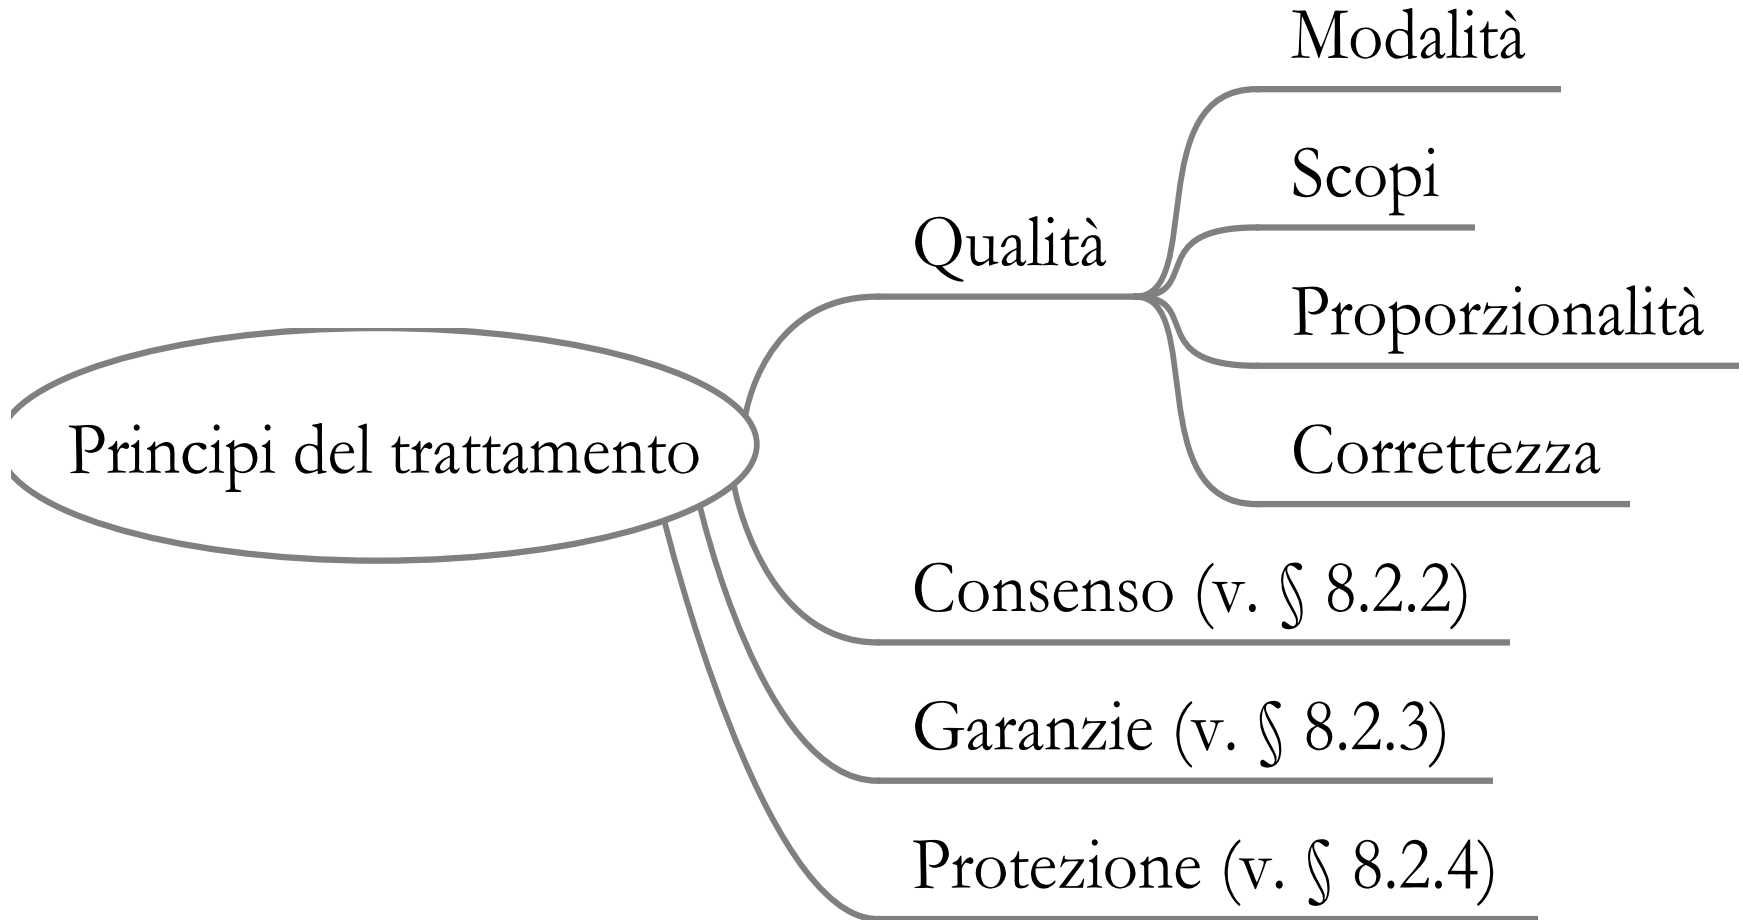 Principi del trattamento
Qualità
Modalità
Scopi
Proporzionalità
Correttezza
Consenso (v. § 8.2.2)
Garanzie (v. § 8.2.3)
Protezione (v. § 8.2.4)